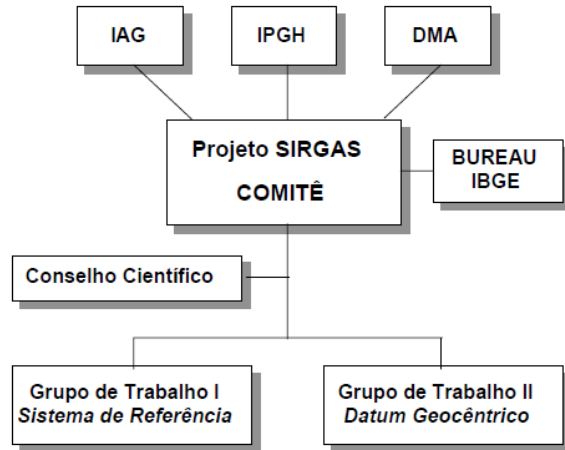 IAG
IPGH
DMA
Projeto SIRGAS
COMITÊ
BUREAU
IBGE
Conselho Científico
Grupo de Trabalho I
Sistema de Referência
Grupo de Trabalho II
Datum Geocêntrico